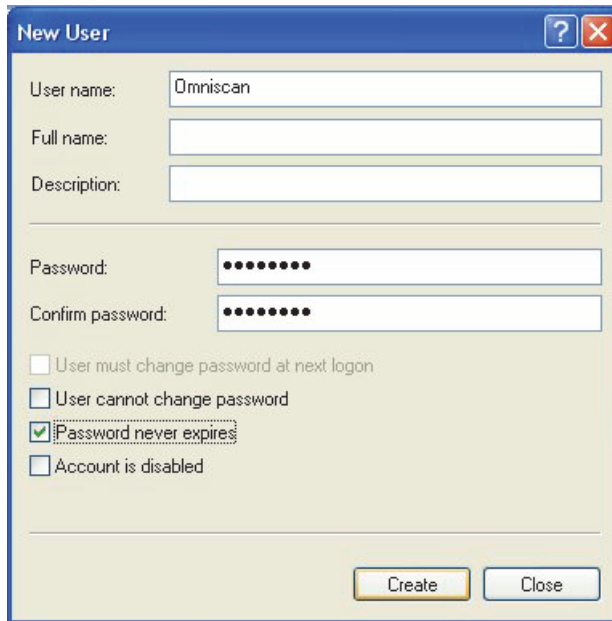 New User
User name: Omniscan
Full name:
Description:
Password: ●●●●●●●●
Confirm password: ●●●●●●●●
User must change password at next logon
User cannot change password
Password never expires
Account is disabled
Create Close